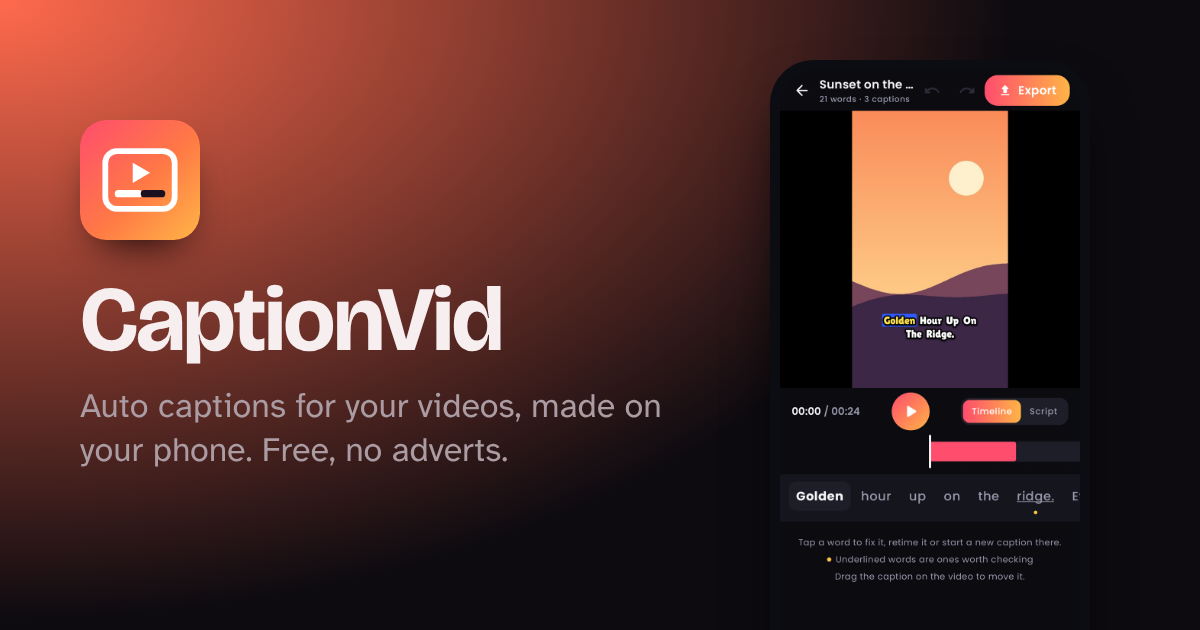 CaptionVid
Auto captions for your videos, made on
your phone. Free, no adverts.
Sunset on the ...
21 words · 3 captions
Export
Golden Hour Up On
The Ridge.
00:00 / 00:24
Timeline
Script
Golden hour up on the ridge.
Tap a word to fix it, retime it or start a new caption there.
Underlined words are ones worth checking
Drag the caption on the video to move it.